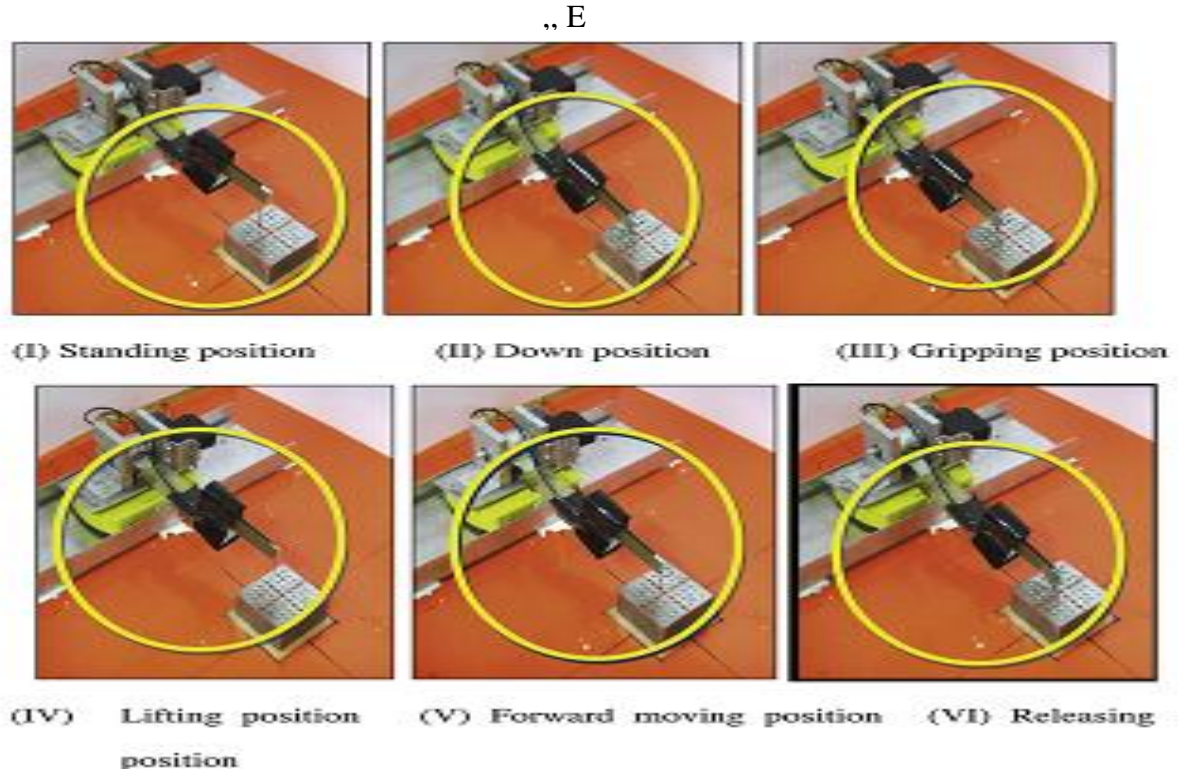 ,, E
(I) Standing position (II) Down position (III) Gripping position
(IV) Lifting position (V) Forward moving position (VI) Releasing
position